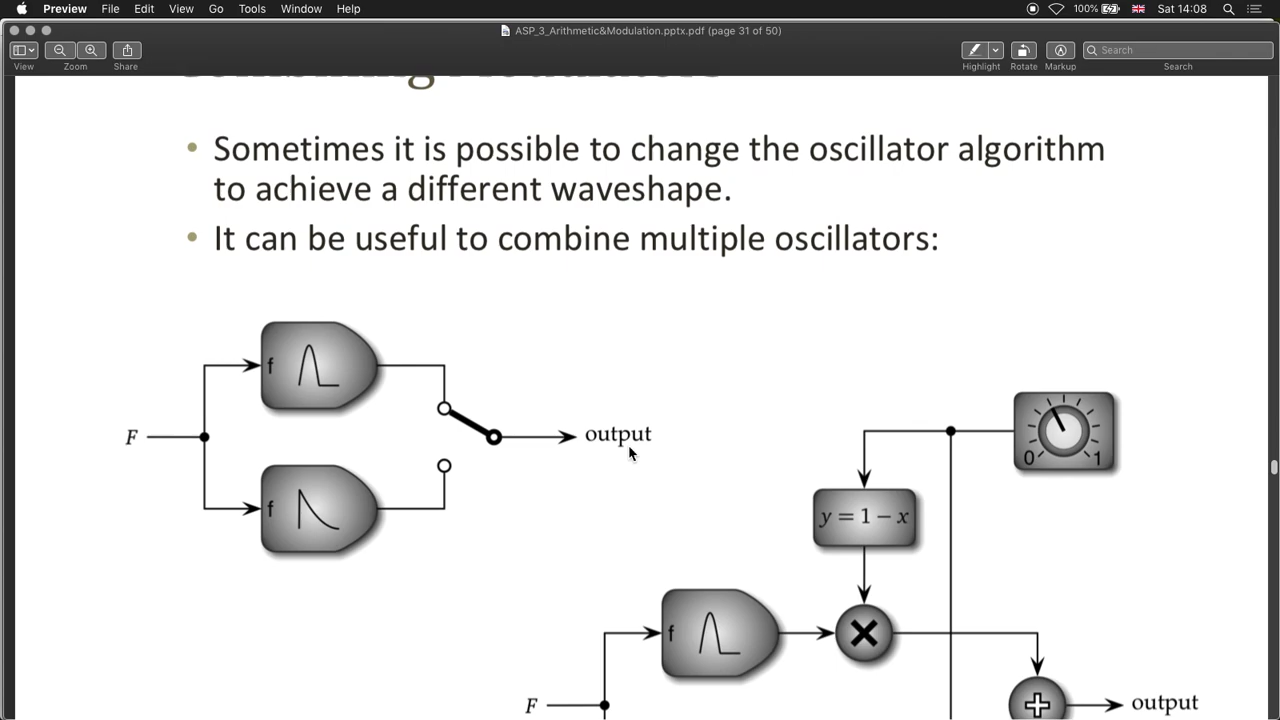 Preview File Edit View Go Tools Window Help 100% Sat 14:08
ASP_3_Arithmetic&Modulation.pptx.pdf (page 31 of 50)
View Zoom Share Highlight Rotate Markup Search
Search
• Sometimes it is possible to change the oscillator algorithm
to achieve a different waveshape.
• It can be useful to combine multiple oscillators:
f
F output
f
0 1
y = 1 − x
f
F output